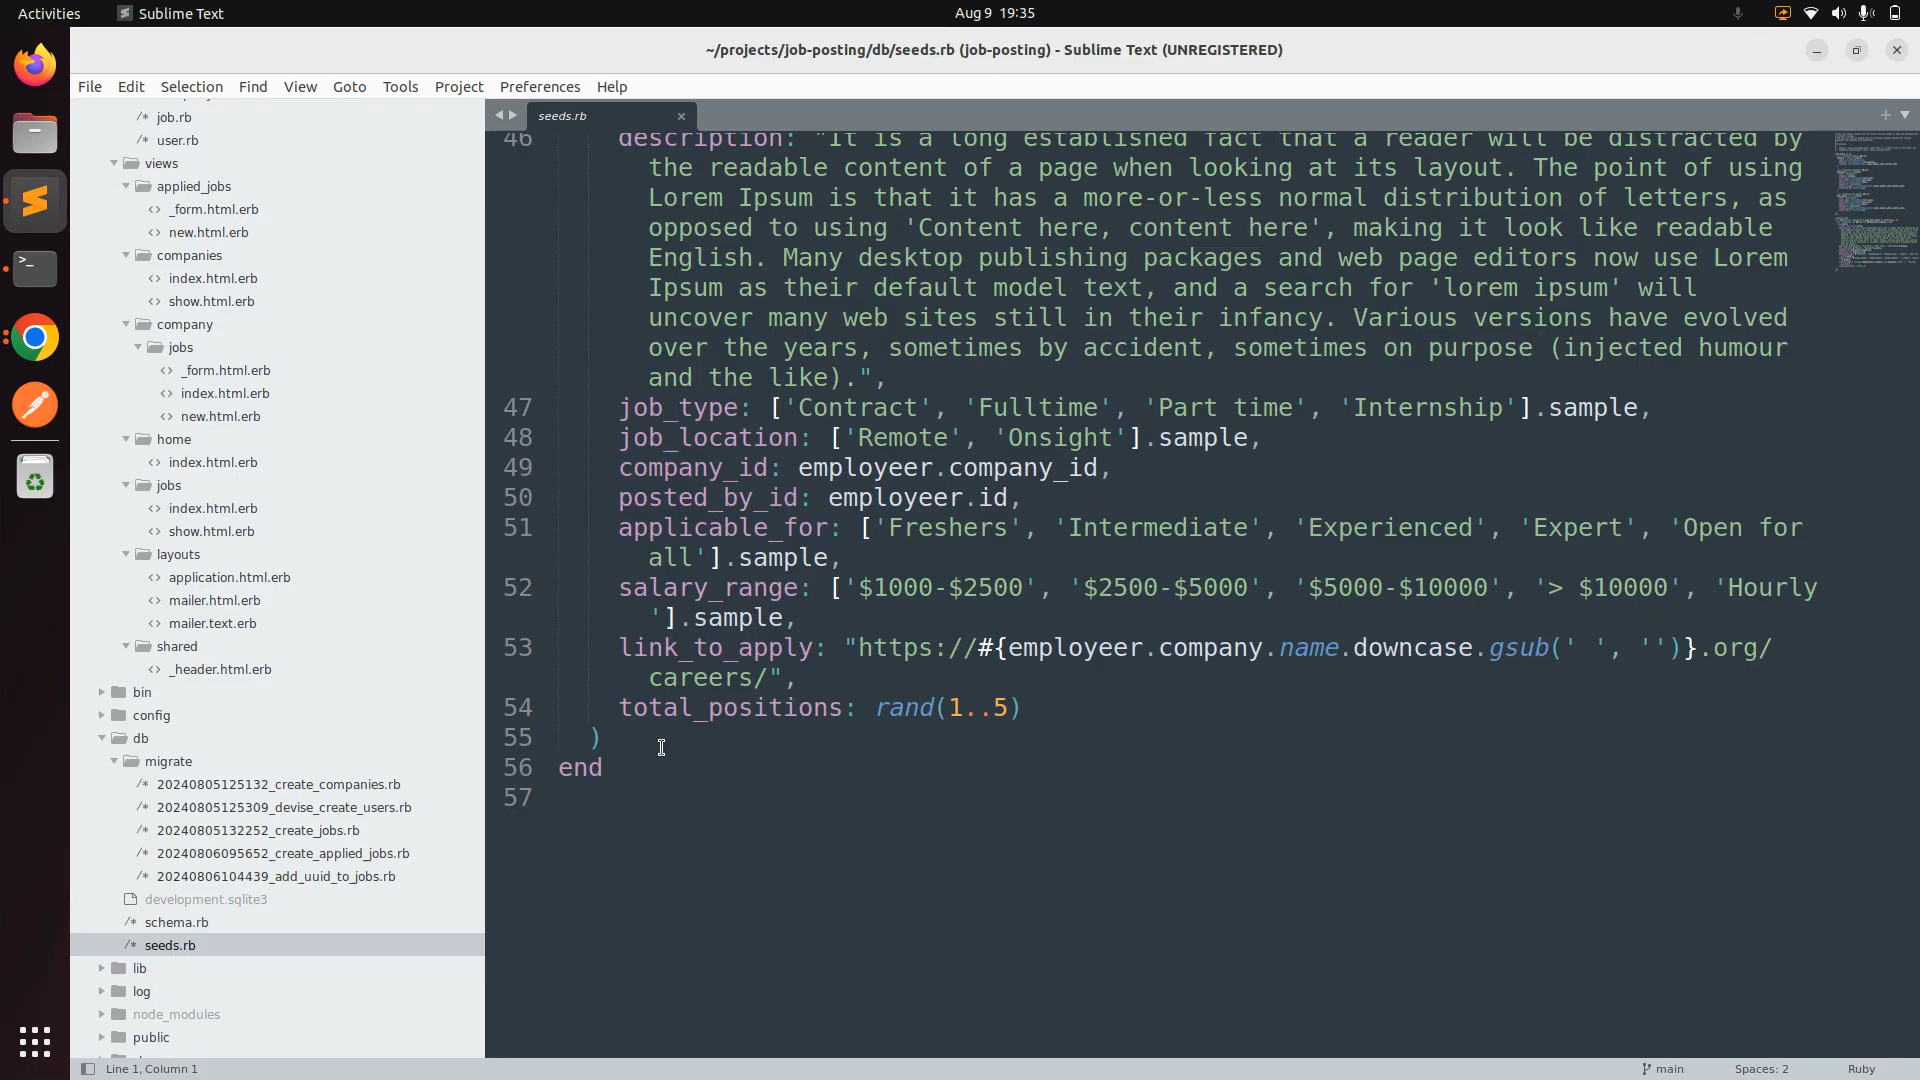 Activities
Sublime Text
Aug 9 19:35
~/projects/job-posting/db/seeds.rb (job-posting) - Sublime Text (UNREGISTERED)
File Edit Selection Find View Goto Tools Project Preferences Help
/* job.rb
/* user.rb
views
applied_jobs
<> _form.html.erb
<> new.html.erb
companies
<> index.html.erb
<> show.html.erb
company
jobs
<> _form.html.erb
<> index.html.erb
<> new.html.erb
home
<> index.html.erb
jobs
<> index.html.erb
<> show.html.erb
layouts
<> application.html.erb
<> mailer.html.erb
<> mailer.text.erb
shared
<> _header.html.erb
bin
config
db
migrate
/* 20240805125132_create_companies.rb
/* 20240805125309_devise_create_users.rb
/* 20240805132252_create_jobs.rb
/* 20240806095652_create_applied_jobs.rb
/* 20240806104439_add_uuid_to_jobs.rb
development.sqlite3
/* schema.rb
/* seeds.rb
lib
log
node_modules
public
seeds.rb
46 description: "It is a long established fact that a reader will be distracted by
the readable content of a page when looking at its layout. The point of using
Lorem Ipsum is that it has a more-or-less normal distribution of letters, as
opposed to using 'Content here, content here', making it look like readable
English. Many desktop publishing packages and web page editors now use Lorem
Ipsum as their default model text, and a search for 'lorem ipsum' will
uncover many web sites still in their infancy. Various versions have evolved
over the years, sometimes by accident, sometimes on purpose (injected humour
and the like).",
47 job_type: ['Contract', 'Fulltime', 'Part time', 'Internship'].sample,
48 job_location: ['Remote', 'Onsight'].sample,
49 company_id: employeer.company_id,
50 posted_by_id: employeer.id,
51 applicable_for: ['Freshers', 'Intermediate', 'Experienced', 'Expert', 'Open for
all'].sample,
52 salary_range: ['$1000-$2500', '$2500-$5000', '$5000-$10000', '> $10000', 'Hourly
'].sample,
53 link_to_apply: "https://#{employeer.company.name.downcase.gsub(' ', '')}.org/
careers/",
54 total_positions: rand(1..5)
55 )
56 end
57
Line 1, Column 1
main
Spaces: 2
Ruby